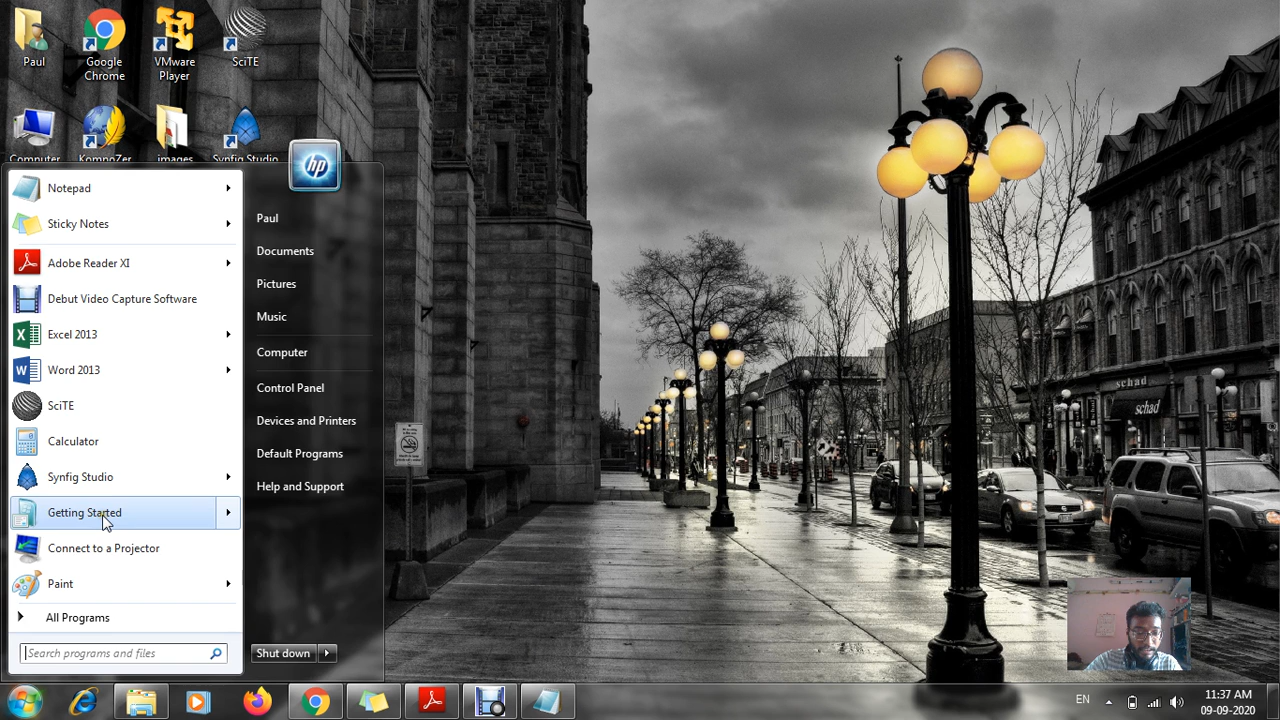 Paul
Google
Chrome
VMware
Player
SciTE
Computer
KompoZer
images
Synfig Studio
hp
Notepad
Sticky Notes
Adobe Reader XI
Debut Video Capture Software
Excel 2013
Word 2013
SciTE
Calculator
Synfig Studio
Getting Started
Connect to a Projector
Paint
All Programs
Search programs and files
Paul
Documents
Pictures
Music
Computer
Control Panel
Devices and Printers
Default Programs
Help and Support
Shut down
schad
schad
EN
11:37 AM
09-09-2020